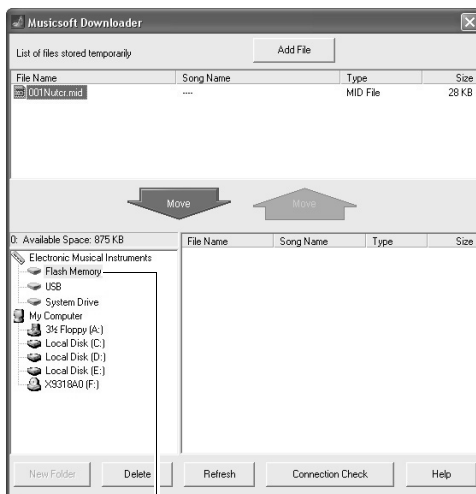 Musicsoft Downloader
List of files stored temporarily
Add File
File Name Song Name Type Size
001Nutcr.mid ---- MID File 28 KB
Move Move
0: Available Space: 875 KB
File Name Song Name Type Size
Electronic Musical Instruments
Flash Memory
USB
System Drive
My Computer
3½ Floppy (A:)
Local Disk (C:)
Local Disk (D:)
Local Disk (E:)
X9318A0 (F:)
New Folder Delete Refresh Connection Check Help